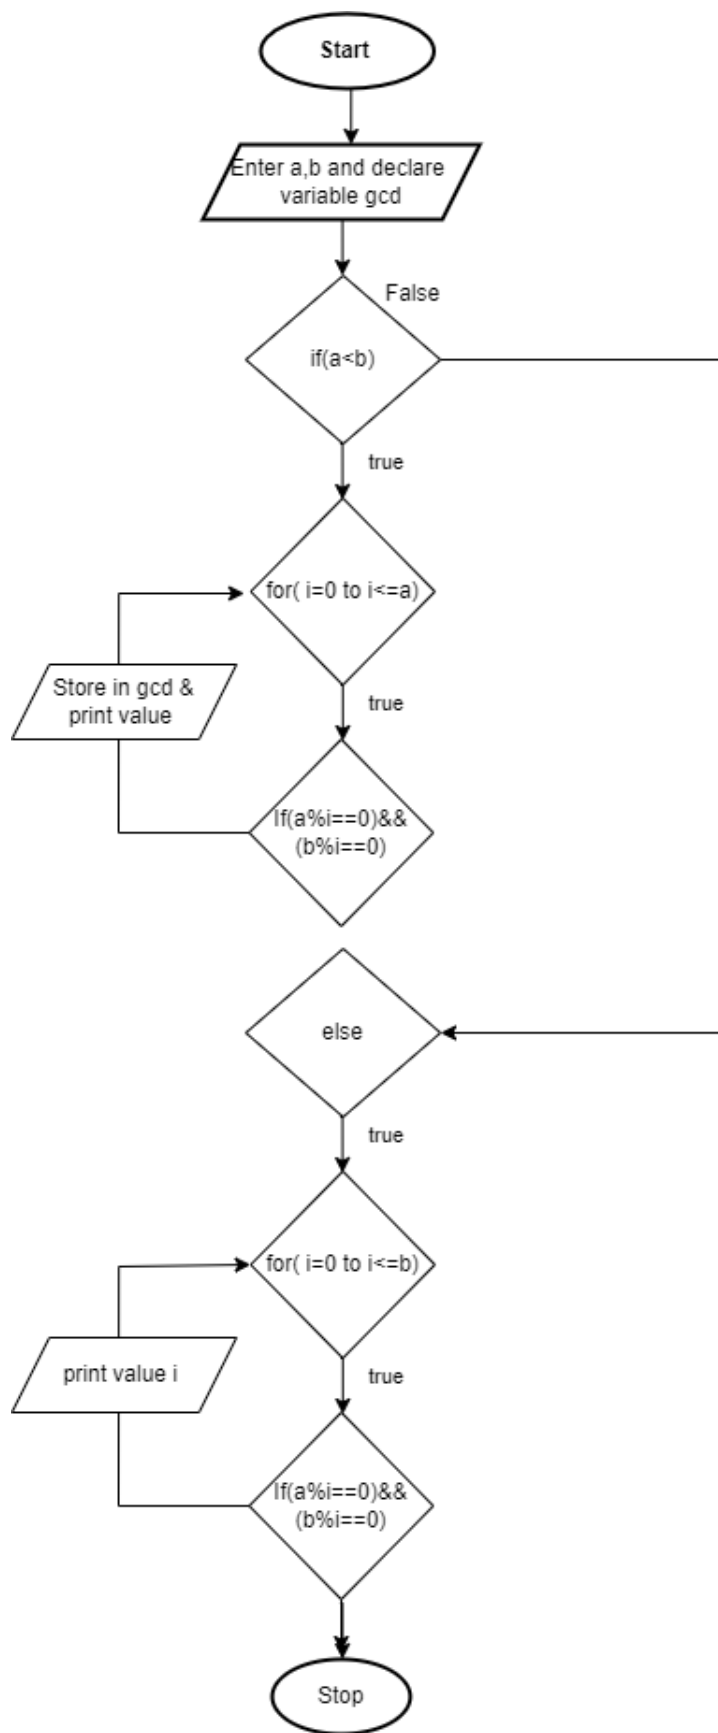 Start
Enter a,b and declare
variable gcd
False
if(a<b)
true
for( i=0 to i<=a)
Store in gcd &
print value
true
If(a%i==0)&&
(b%i==0)
else
true
for( i=0 to i<=b)
print value i
true
If(a%i==0)&&
(b%i==0)
Stop